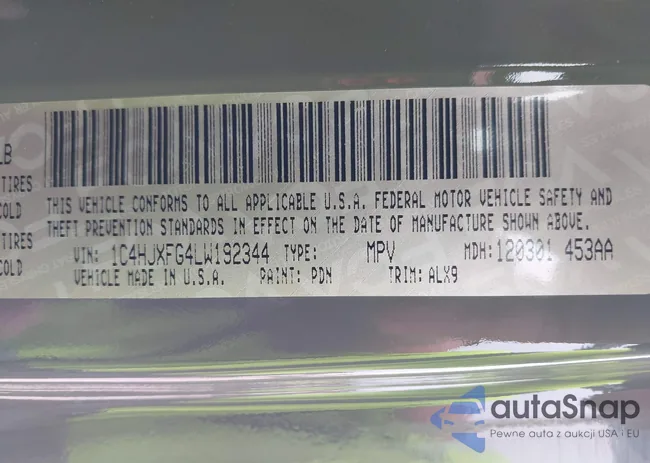 LB
TIRES
COLD
TIRES
COLD
THIS VEHICLE CONFORMS TO ALL APPLICABLE U.S.A. FEDERAL MOTOR VEHICLE SAFETY AND
THEFT PREVENTION STANDARDS IN EFFECT ON THE DATE OF MANUFACTURE SHOWN ABOVE.
VIN: 1C4HJXFG4LW192344 TYPE: MPV MDH: 120301 453AA
VEHICLE MADE IN U.S.A. PAINT: PDN TRIM: ALX9
autaSnap
Pewne auta z aukcji USA i EU